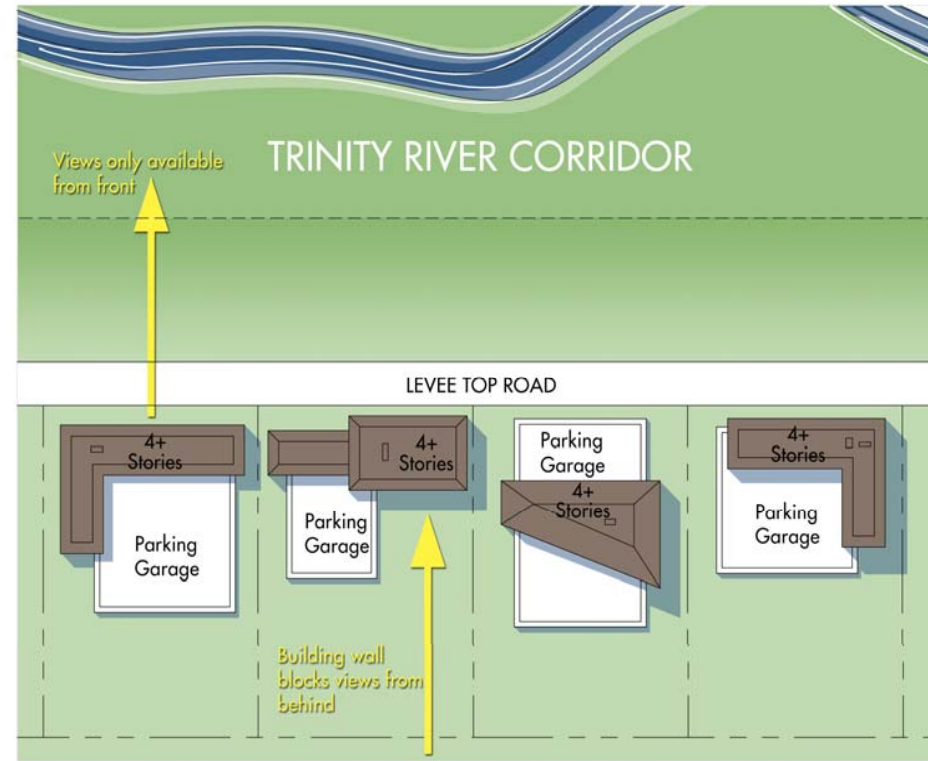 Views only available
from front
TRINITY RIVER CORRIDOR
LEVEE TOP ROAD
4+
Stories
Parking
Garage
4+
Stories
Parking
Garage
Parking
Garage
4+
Stories
4+
Stories
Parking
Garage
Building wall
blocks views from
behind